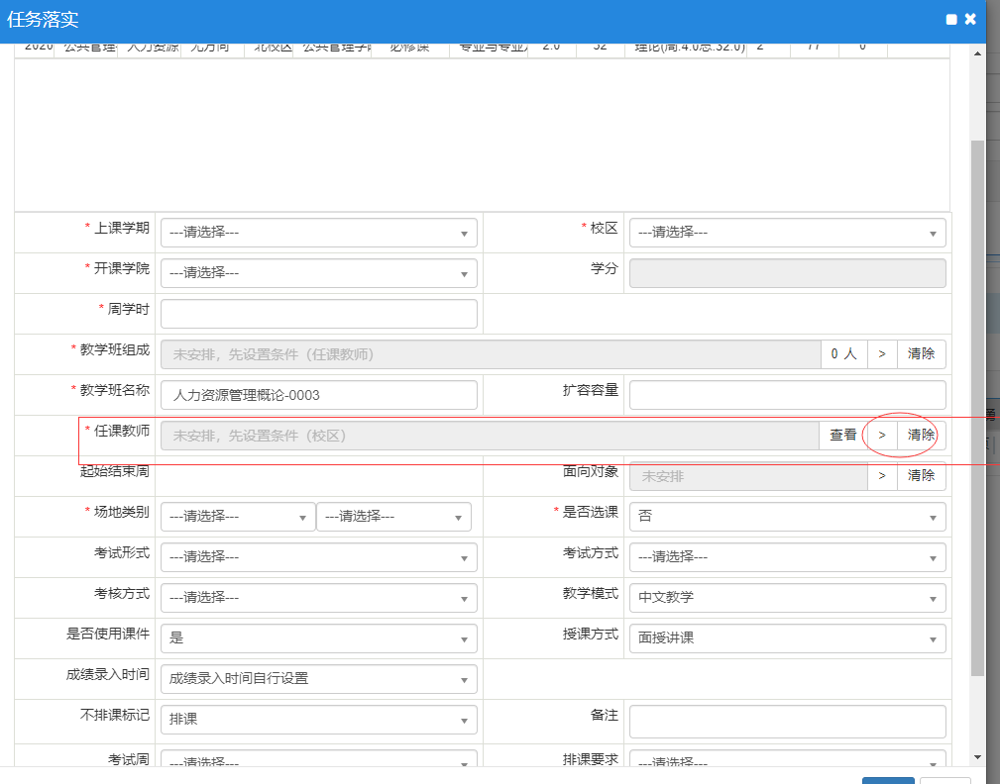 任务落实
2020 公共管理 人力资源 无方向 北校区 公共管理学 必修课 专业与专业 2.0 32 理论(周:4.0总:32.0) 2 77 0
* 上课学期 ---请选择--- * 校区 ---请选择---
* 开课学院 ---请选择--- 学分
* 周学时
* 教学班组成 未安排，先设置条件（任课教师） 0 人 > 清除
* 教学班名称 人力资源管理概论-0003 扩容容量
* 任课教师 未安排，先设置条件（校区） 查看 > 清除
起始结束周 面向对象 未安排 > 清除
* 场地类别 ---请选择--- ---请选择--- * 是否选课 否
考试形式 ---请选择--- 考试方式 ---请选择---
考核方式 ---请选择--- 教学模式 中文教学
是否使用课件 是 授课方式 面授讲课
成绩录入时间 成绩录入时间自行设置
不排课标记 排课 备注
考试周 ---请选择--- 排课要求 ---请选择---